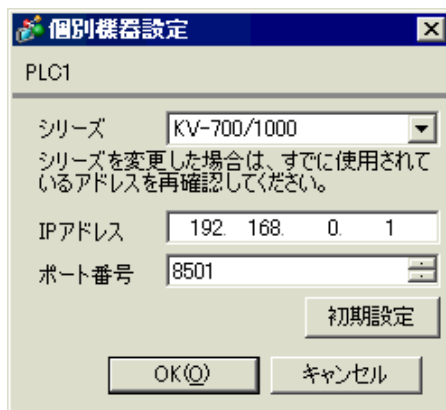 個別機器設定
PLC1
シリーズ KV-700/1000
シリーズを変更した場合は、すでに使用されて
いるアドレスを再確認してください。
IPアドレス 192. 168. 0. 1
ポート番号 8501
初期設定
OK(O) キャンセル